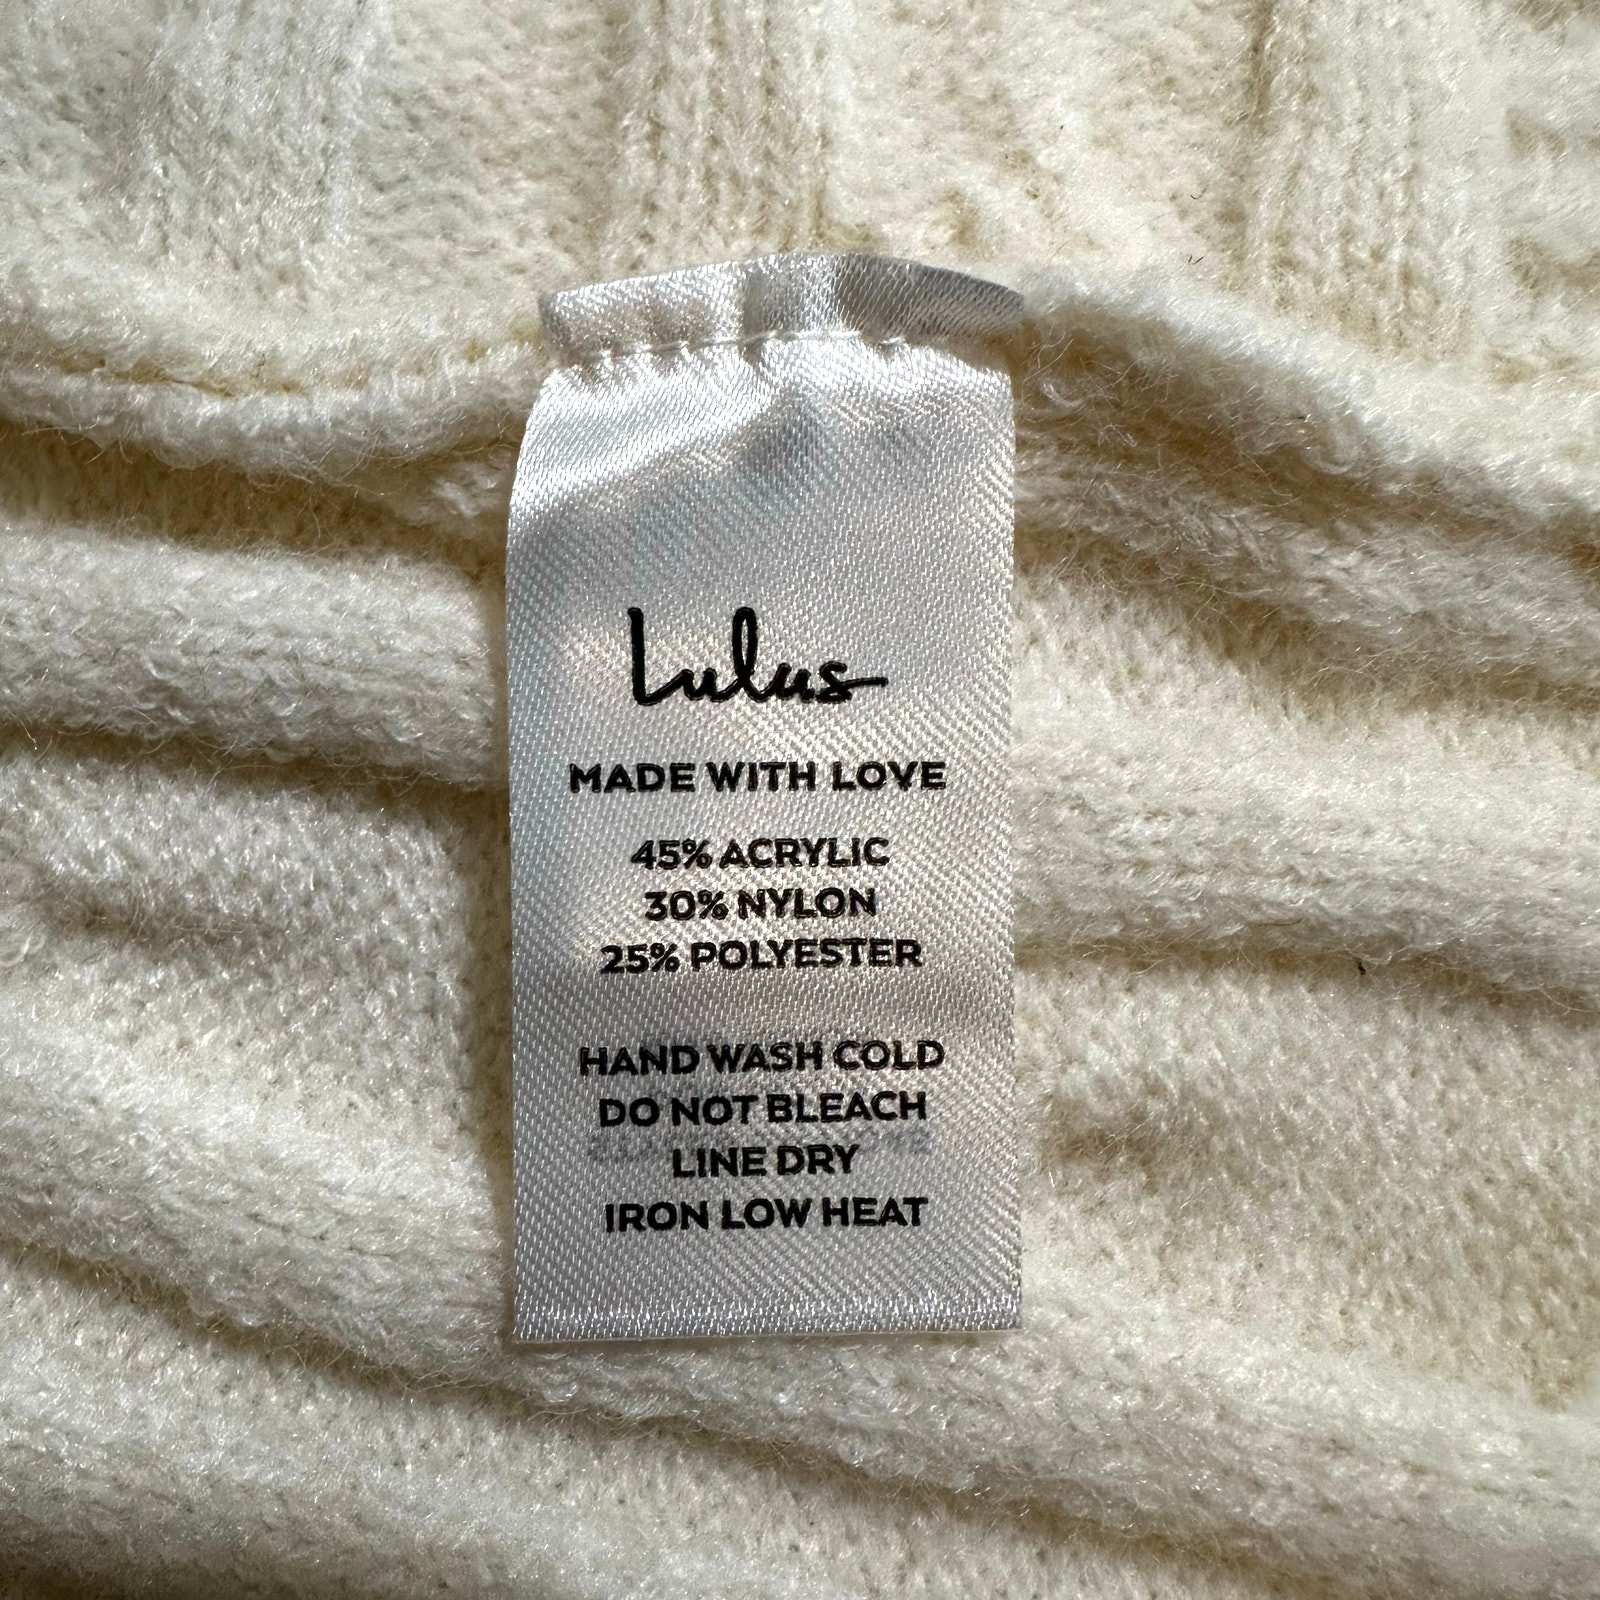 Lulus
MADE WITH LOVE
45% ACRYLIC
30% NYLON
25% POLYESTER
HAND WASH COLD
DO NOT BLEACH
LINE DRY
IRON LOW HEAT